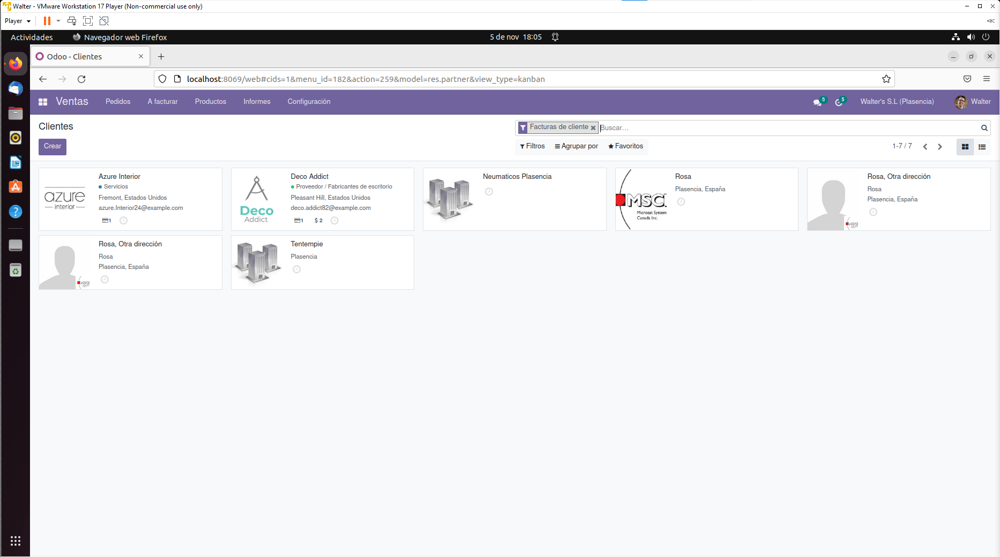 Walter - VMware Workstation 17 Player (Non-commercial use only)
Player
Actividades
Navegador web Firefox
5 de nov 18:05
Odoo - Clientes
localhost:8069/web#cids=1&menu_id=182&action=259&model=res.partner&view_type=kanban
Ventas
Pedidos
A facturar
Productos
Informes
Configuración
5
5
Walter's S.L (Plasencia)
Walter
Clientes
Facturas de cliente
Buscar...
Crear
Filtros
Agrupar por
Favoritos
1-7 / 7
azure
interior
Azure Interior
Servicios
Fremont, Estados Unidos
azure.Interior24@example.com
1
Deco
Addict
Deco Addict
Proveedor / Fabricantes de escritorio
Pleasant Hill, Estados Unidos
deco.addict82@example.com
1
$ 2
Neumaticos Plasencia
MSCI
Microsat System
Canada Inc.
Rosa
Plasencia, España
MSCI
Rosa, Otra dirección
Rosa
Plasencia, España
MSCI
Rosa, Otra dirección
Rosa
Plasencia, España
Tentempie
Plasencia